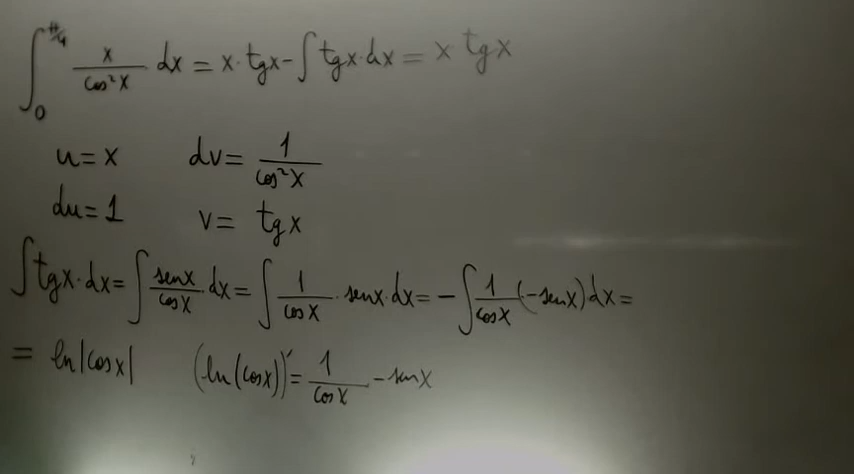 ∫₀^{π/4} x/cos²x dx = x·tgx - ∫tgx·dx = x tgx
u = x dv = 1/cos²x
du = 1 v = tgx
∫tgx·dx = ∫ senx/cosx · dx = ∫ 1/cosx · senx·dx = -∫ 1/cosx (-senx)dx =
= ln|cosx| (ln(cosx))' = 1/cosx -senx